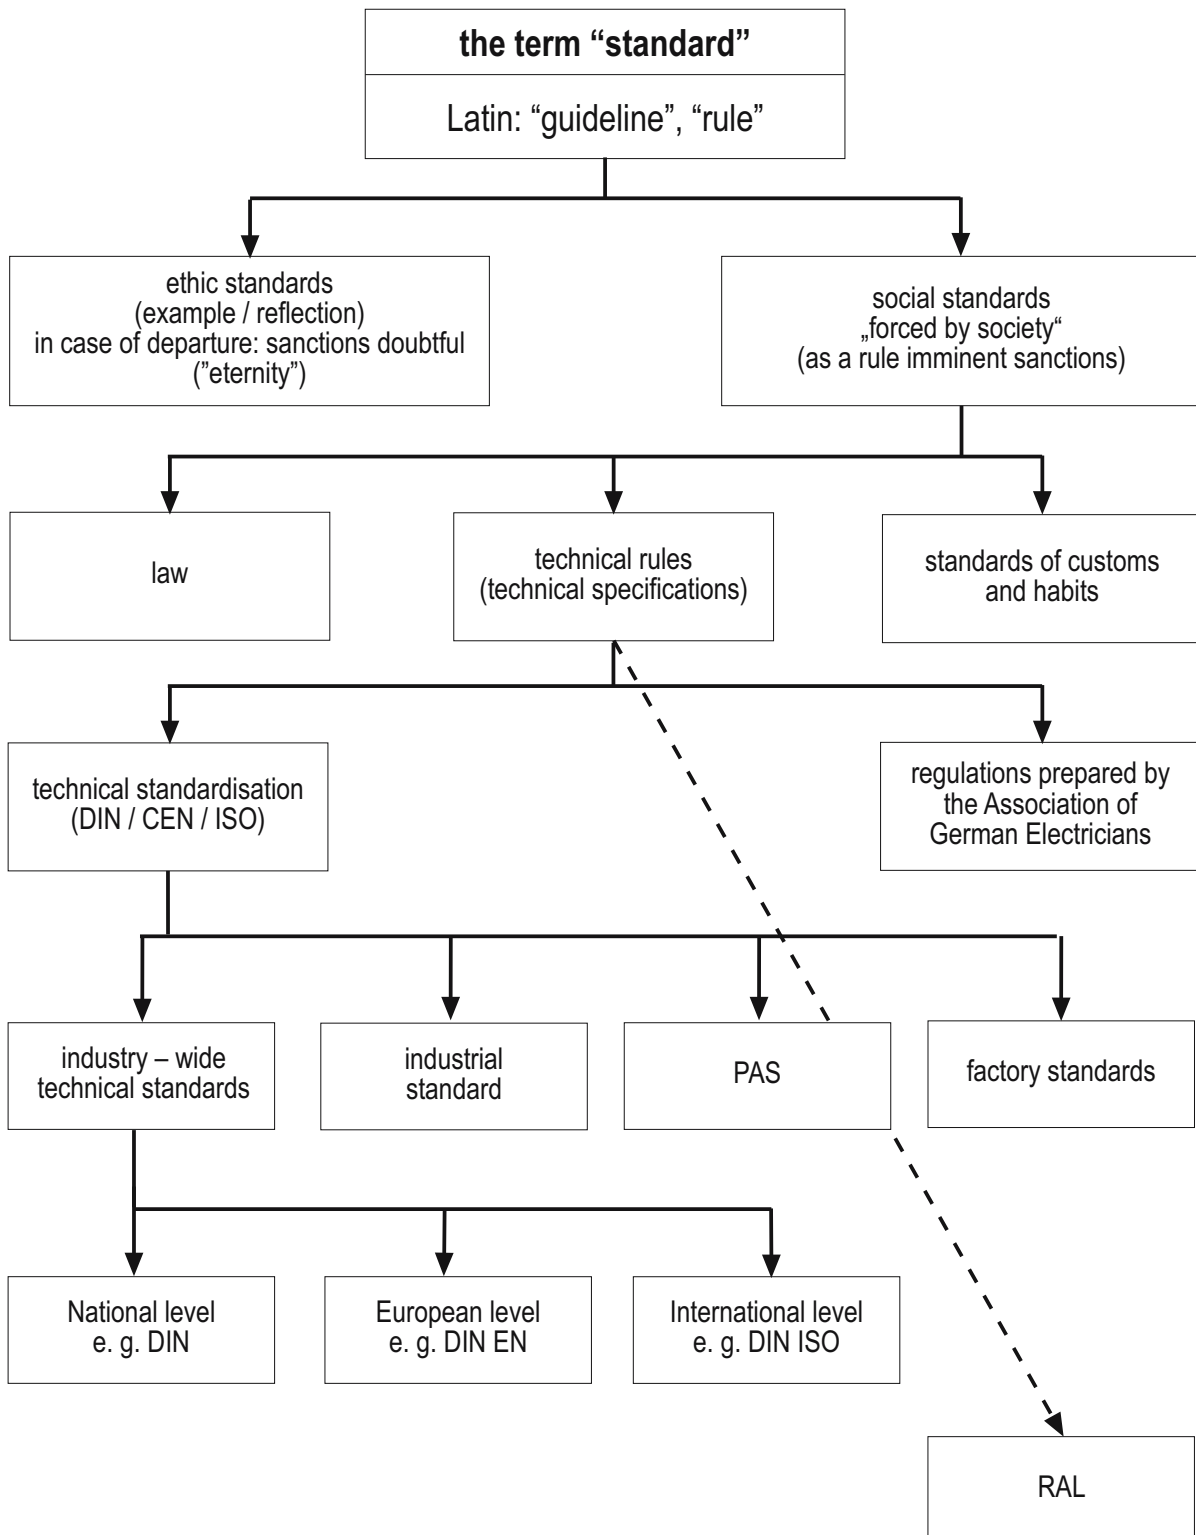 the term “standard”
Latin: “guideline”, “rule”
ethic standards
(example / reflection)
in case of departure: sanctions doubtful
(”eternity”)
social standards
„forced by society“
(as a rule imminent sanctions)
law
technical rules
(technical specifications)
standards of customs
and habits
technical standardisation
(DIN / CEN / ISO)
regulations prepared by
the Association of
German Electricians
industry – wide
technical standards
industrial
standard
PAS
factory standards
National level
e. g. DIN
European level
e. g. DIN EN
International level
e. g. DIN ISO
RAL